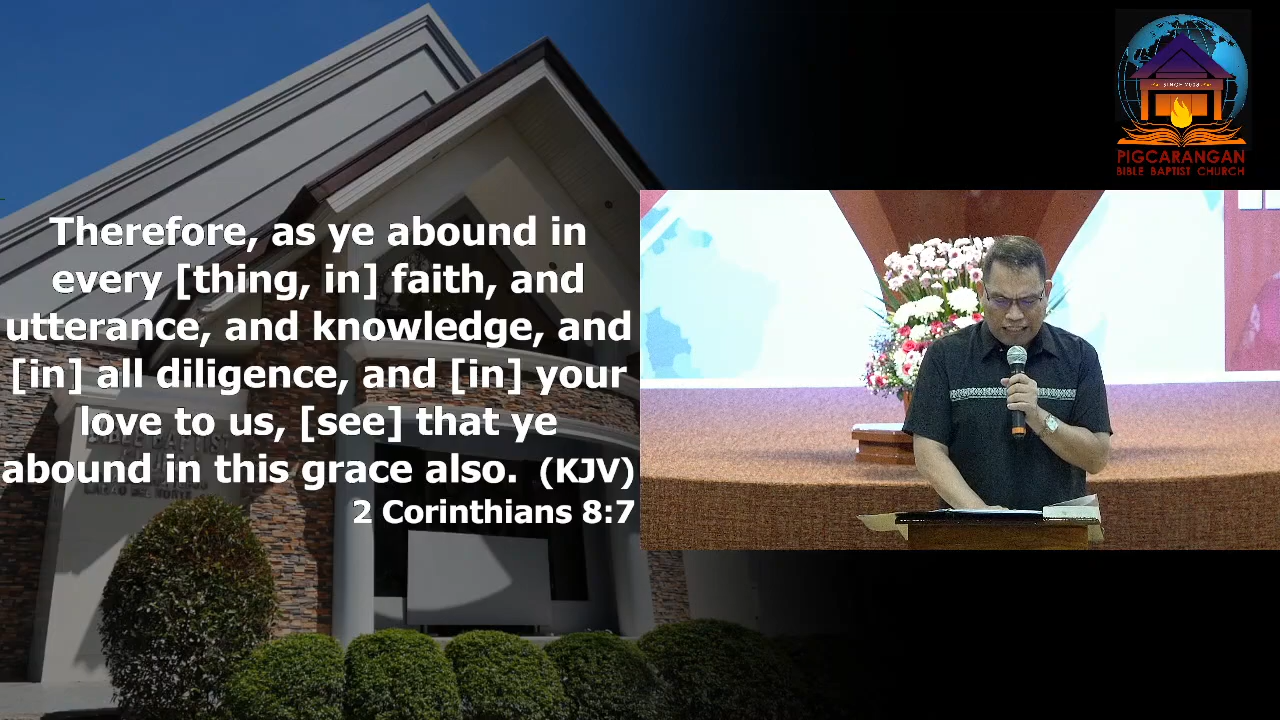 Therefore, as ye abound in
every [thing, in] faith, and
utterance, and knowledge, and
[in] all diligence, and [in] your
love to us, [see] that ye
abound in this grace also.  (KJV)
2 Corinthians 8:7
PIGCARANGAN
BIBLE BAPTIST CHURCH